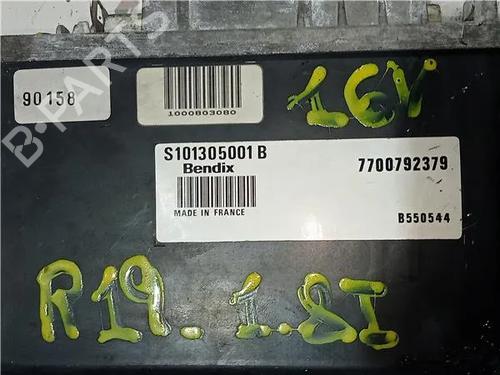 90158
1000803080
16V
S101305001 B
Bendix
7700792379
MADE IN FRANCE
B550544
R19. 1.8I
B-PARTS